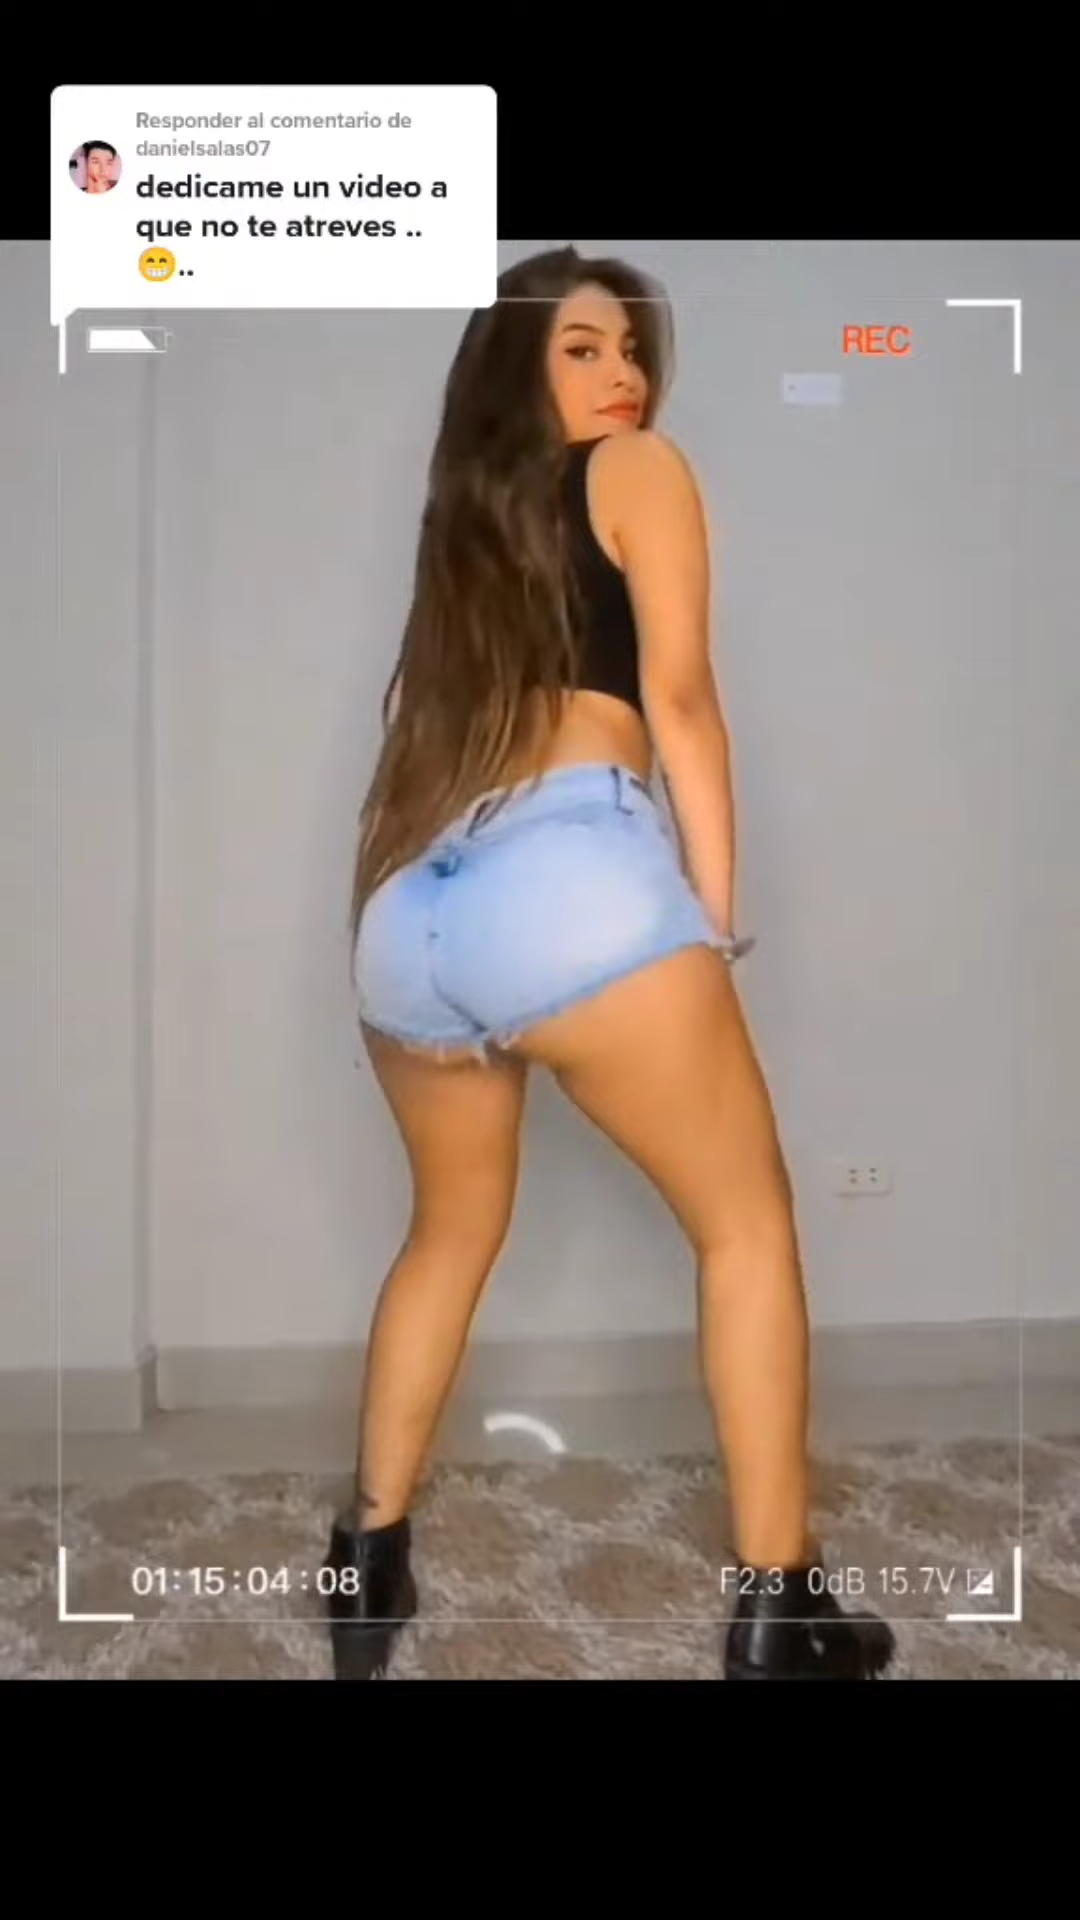 Responder al comentario de
danielsalas07
dedicame un video a
que no te atreves ..
😁..
REC
01:15:04:08
F2.3 0dB 15.7V